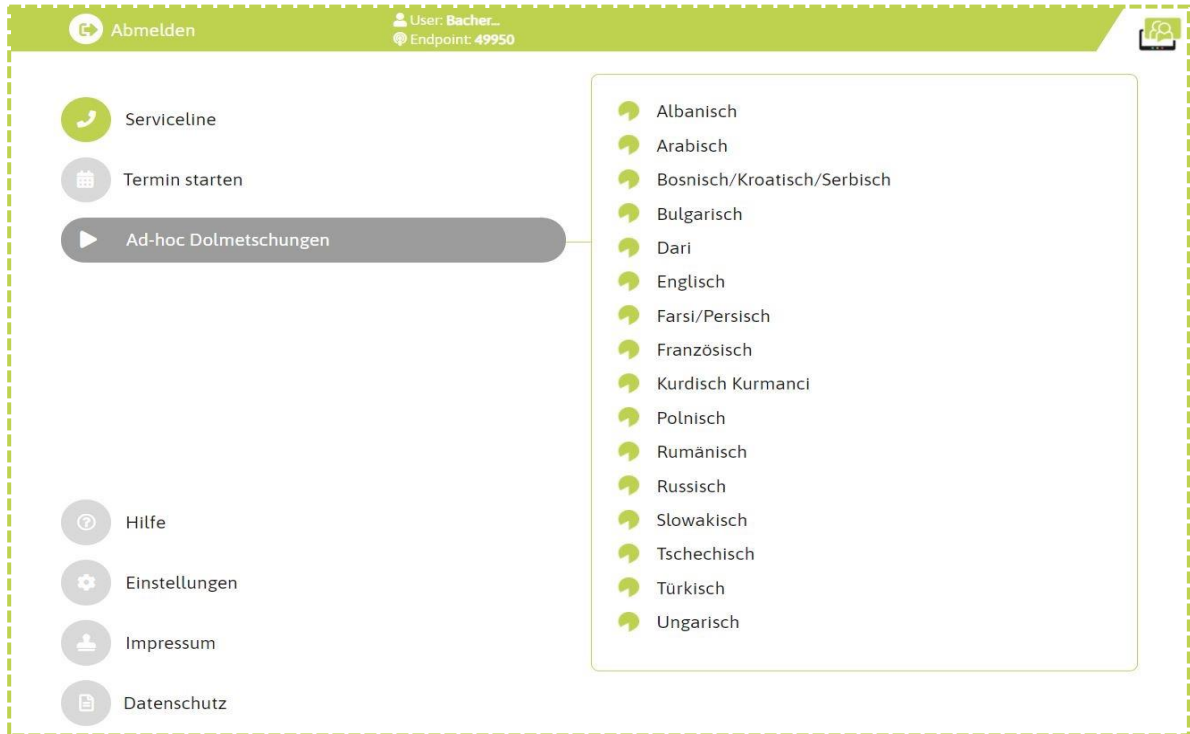 Abmelden
User: Bacher...
Endpoint: 49950
Serviceline
Termin starten
Ad-hoc Dolmetschungen
Hilfe
Einstellungen
Impressum
Datenschutz
Albanisch
Arabisch
Bosnisch/Kroatisch/Serbisch
Bulgarisch
Dari
Englisch
Farsi/Persisch
Französisch
Kurdisch Kurmanci
Polnisch
Rumänisch
Russisch
Slowakisch
Tschechisch
Türkisch
Ungarisch